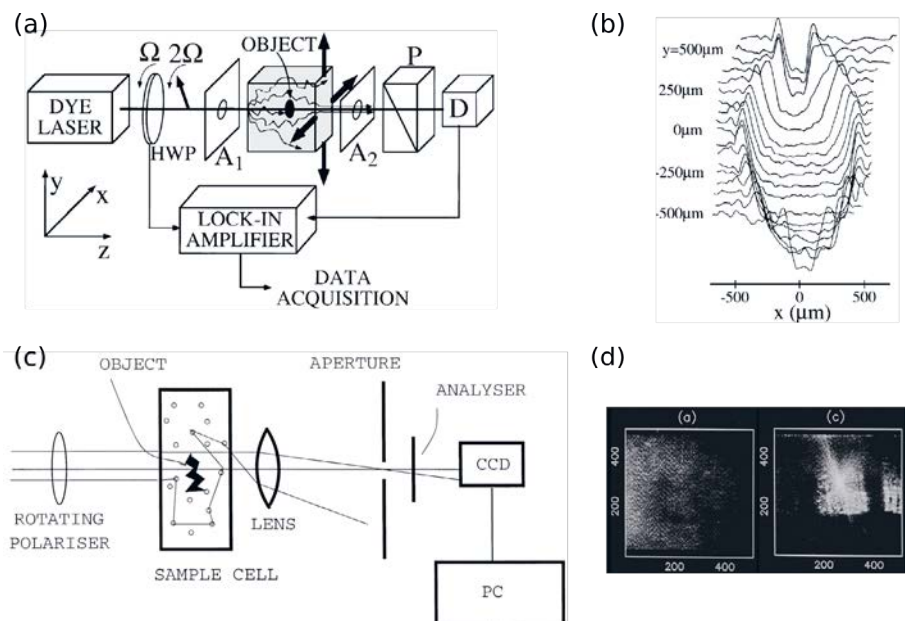 (a)
OBJECT
Ω 2Ω
P
DYE
LASER
D
HWP
A1
A2
y
x
z
LOCK-IN
AMPLIFIER
DATA
ACQUISITION
(b)
y=500μm
250μm
0μm
-250μm
-500μm
-500 0 500
x (μm)
(c)
OBJECT
APERTURE
ANALYSER
CCD
ROTATING
POLARISER
LENS
SAMPLE CELL
PC
(d)
(a) (c)
400 400
200 200
200 400 200 400